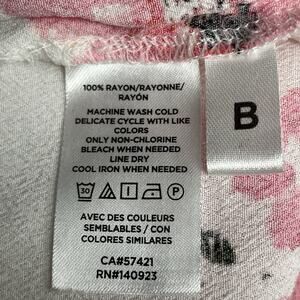 100% RAYON/RAYONNE/
RAYÓN
MACHINE WASH COLD
DELICATE CYCLE WITH LIKE
COLORS
ONLY NON-CHLORINE
BLEACH WHEN NEEDED
LINE DRY
COOL IRON WHEN NEEDED
30 P
AVEC DES COULEURS
SEMBLABLES / CON
COLORES SIMILARES
CA#57421
RN#140923
B